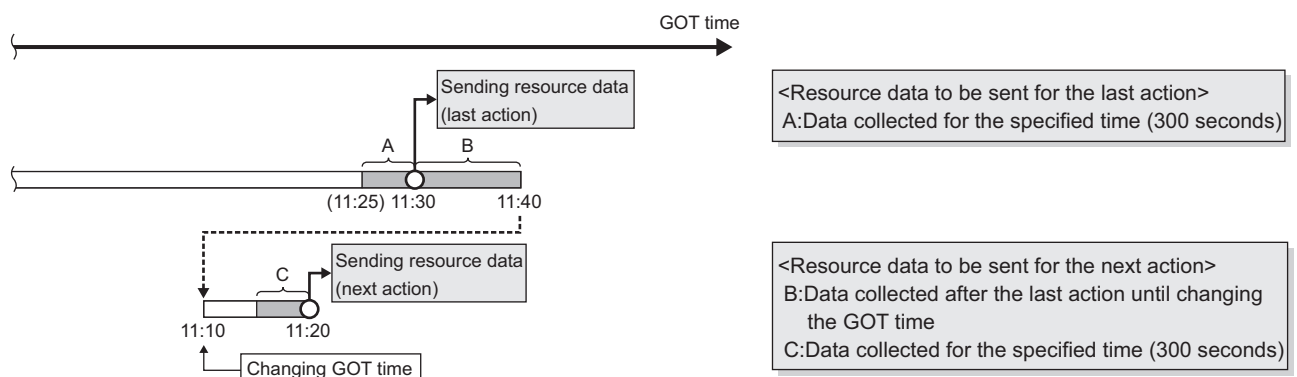 GOT time
Sending resource data
(last action)
<Resource data to be sent for the last action>
A:Data collected for the specified time (300 seconds)
A
B
(11:25)
11:30
11:40
Sending resource data
(next action)
C
11:10
11:20
Changing GOT time
<Resource data to be sent for the next action>
B:Data collected after the last action until changing
the GOT time
C:Data collected for the specified time (300 seconds)